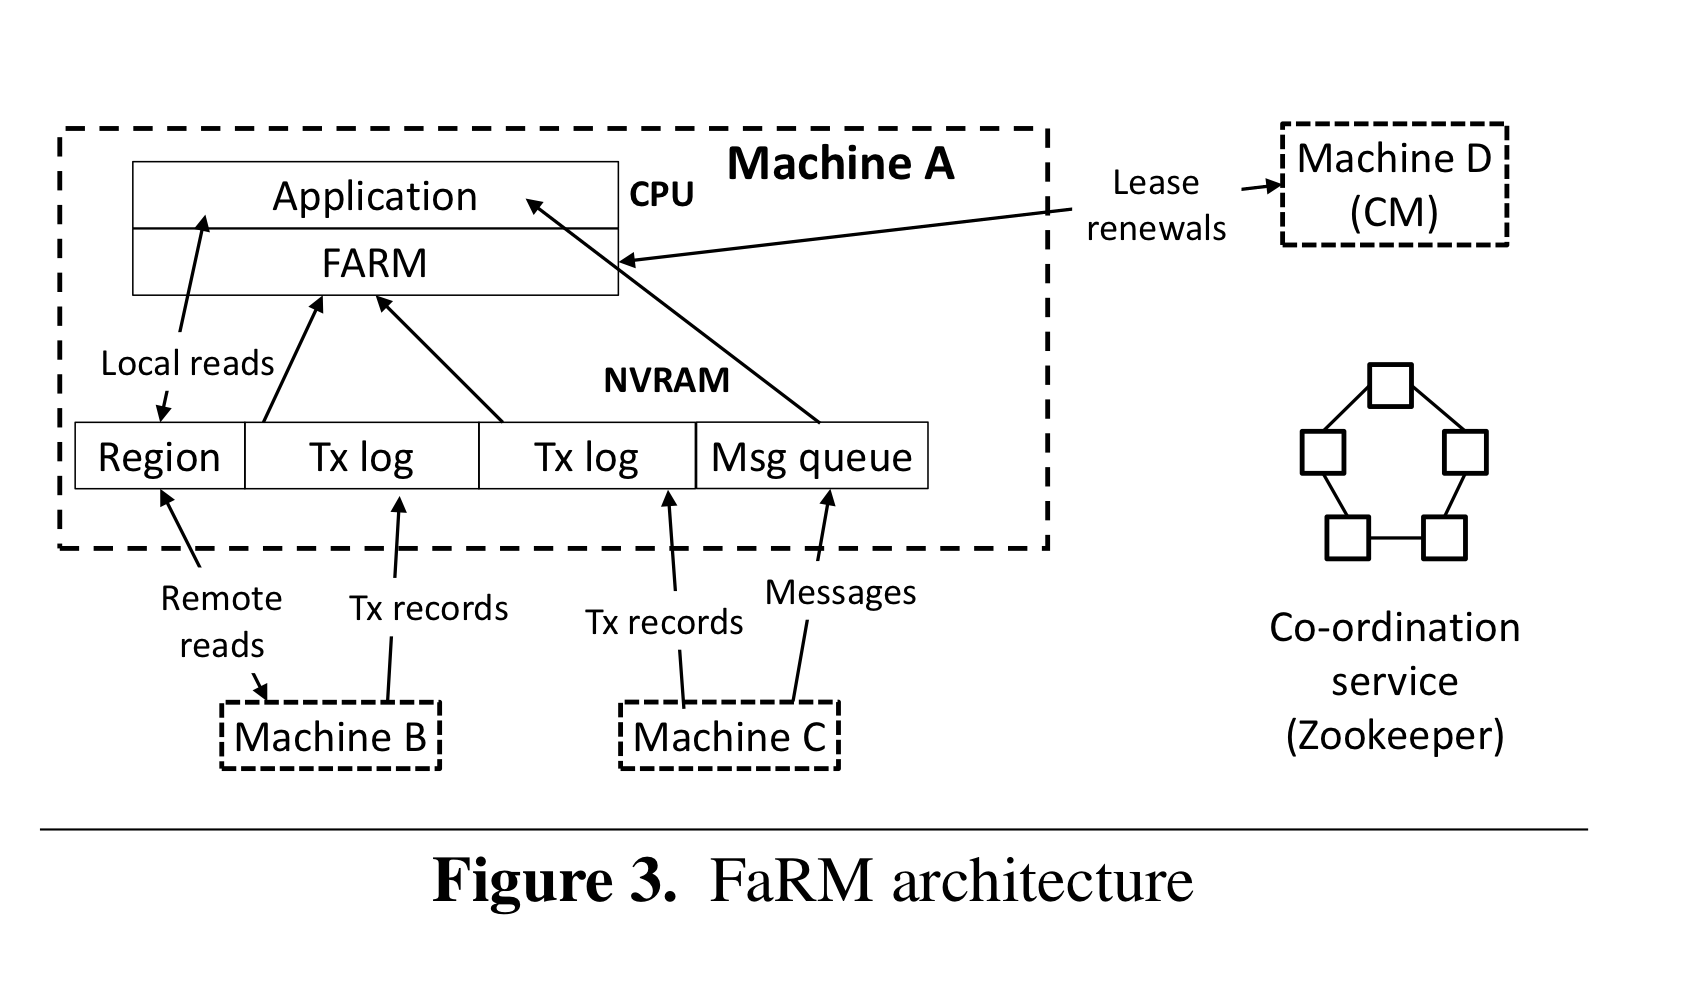 Machine A
Application
CPU
FARM
Lease
renewals
Machine D
(CM)
Local reads
NVRAM
Region
Tx log
Tx log
Msg queue
Remote
reads
Tx records
Tx records
Messages
Machine B
Machine C
Co-ordination
service
(Zookeeper)
Figure 3. FaRM architecture